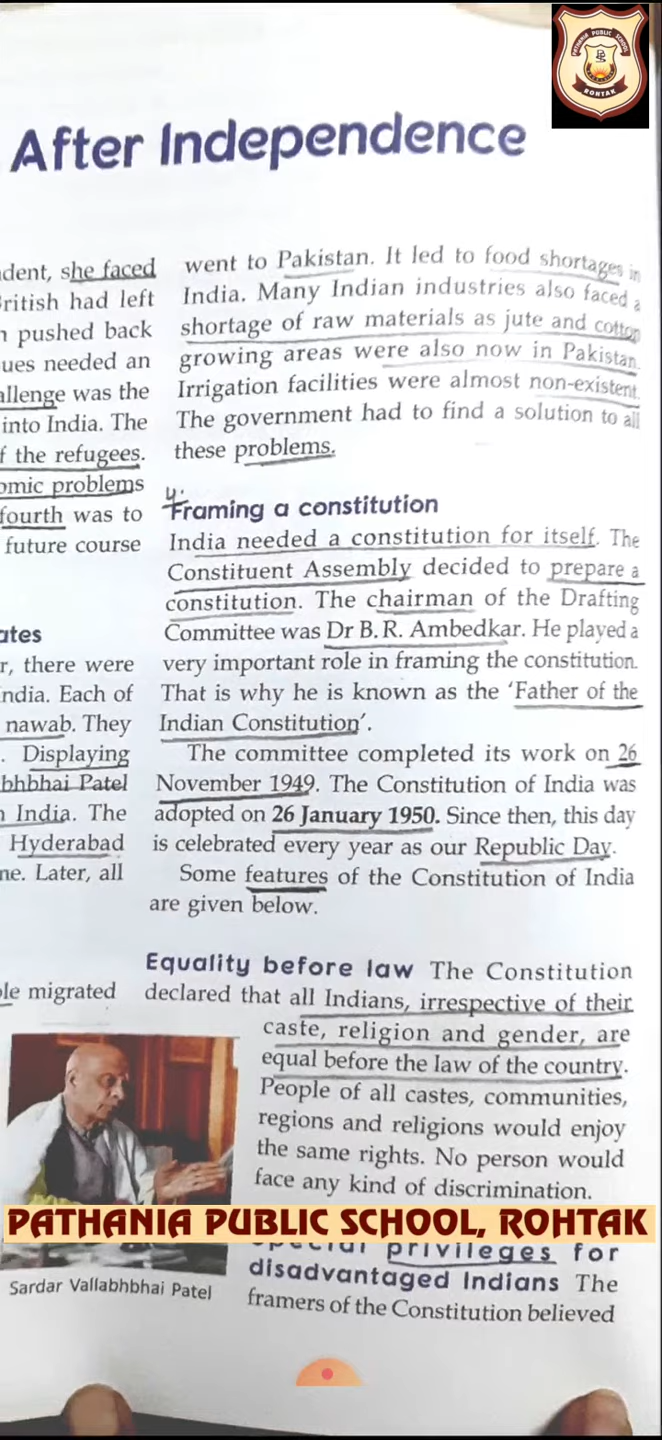 PATHANIA PUBLIC SCHOOL
ROHTAK
After Independence
dent, she faced
ritish had left
pushed back
ues needed an
allenge was the
into India. The
f the refugees.
omic problems
fourth was to
future course
ates
r, there were
ndia. Each of
nawab. They
. Displaying
bhbhai Patel
India. The
Hyderabad
ne. Later, all
le migrated
Sardar Vallabhbhai Patel
went to Pakistan. It led to food shortages in
India. Many Indian industries also faced a
shortage of raw materials as jute and cotton
growing areas were also now in Pakistan.
Irrigation facilities were almost non-existent.
The government had to find a solution to all
these problems.
4.
Framing a constitution
India needed a constitution for itself. The
Constituent Assembly decided to prepare a
constitution. The chairman of the Drafting
Committee was Dr B.R. Ambedkar. He played a
very important role in framing the constitution.
That is why he is known as the 'Father of the
Indian Constitution'.
The committee completed its work on 26
November 1949. The Constitution of India was
adopted on 26 January 1950. Since then, this day
is celebrated every year as our Republic Day.
Some features of the Constitution of India
are given below.
Equality before law The Constitution
declared that all Indians, irrespective of their
caste, religion and gender, are
equal before the law of the country.
People of all castes, communities,
regions and religions would enjoy
the same rights. No person would
face any kind of discrimination.
PATHANIA PUBLIC SCHOOL, ROHTAK
Special privileges for
disadvantaged Indians The
framers of the Constitution believed